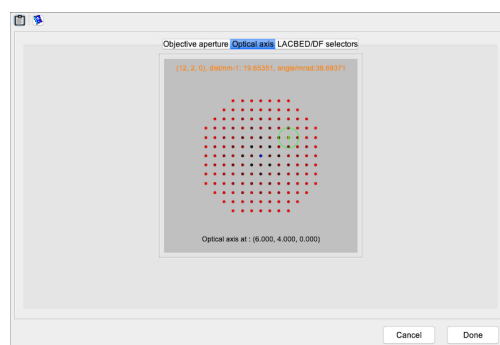 Objective aperture Optical axis LACBED/DF selectors
(12, 2, 0), dist/nm-1: 19.65351, angle/mrad:38.69371
Optical axis at : (6.000, 4.000, 0.000)
Cancel Done